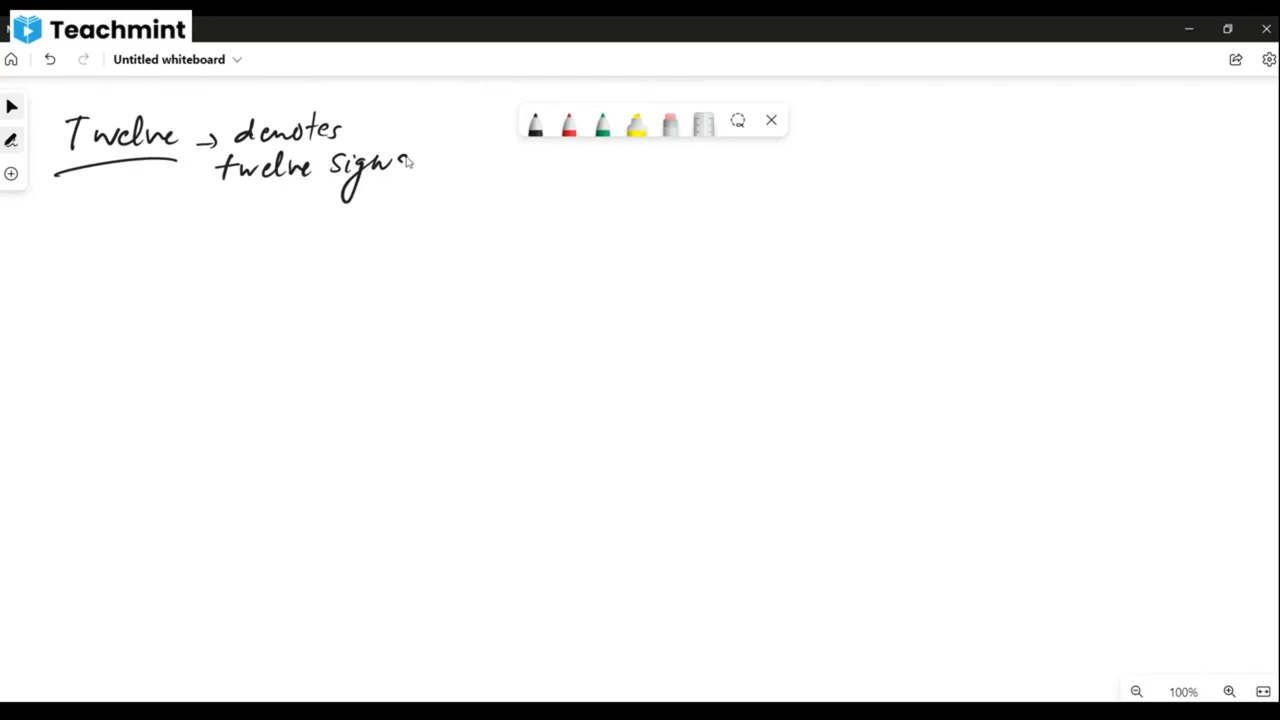 Teachmint
Untitled whiteboard
Twelve → denotes
twelve signs
100%